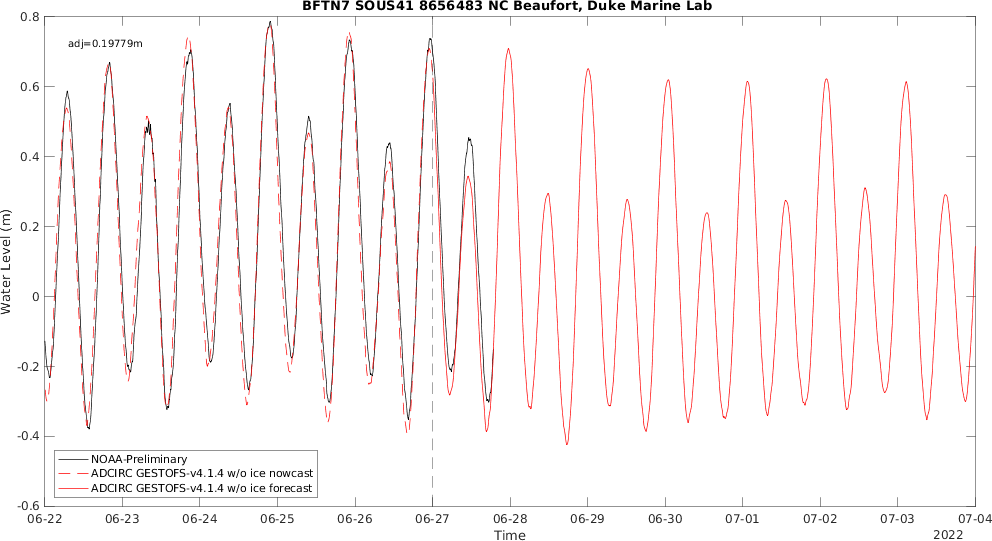 BFTN7 SOUS41 8656483 NC Beaufort, Duke Marine Lab
adj=0.19779m
0.8
0.6
0.4
0.2
0
-0.2
-0.4
-0.6
Water Level (m)
NOAA-Preliminary
ADCIRC GESTOFS-v4.1.4 w/o ice nowcast
ADCIRC GESTOFS-v4.1.4 w/o ice forecast
06-22 06-23 06-24 06-25 06-26 06-27 06-28 06-29 06-30 07-01 07-02 07-03 07-04
Time
2022